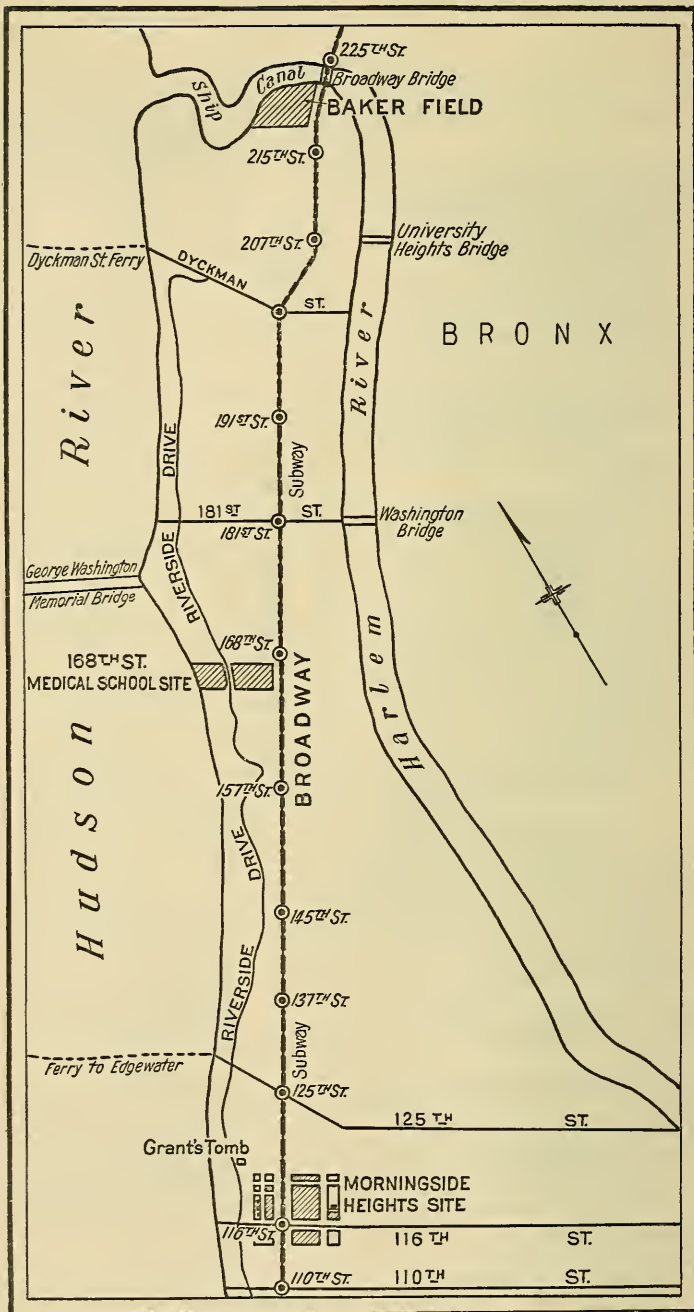 225TH ST.
Ship Canal
Broadway Bridge
BAKER FIELD
215TH ST.
207TH ST.
University
Heights Bridge
Dyckman St. Ferry
DYCKMAN ST.
BRONX
191ST ST.
Subway
DRIVE
181ST ST.
181ST ST.
Washington
Bridge
George Washington
Memorial Bridge
RIVERSIDE
168TH ST.
168TH ST.
MEDICAL SCHOOL SITE
BROADWAY
Harlem River
Hudson River
157TH ST.
DRIVE
145TH ST.
RIVERSIDE
137TH ST.
Subway
Ferry to Edgewater
125TH ST.
125TH ST.
Grant's Tomb
MORNINGSIDE
HEIGHTS SITE
116TH ST.
116TH ST.
110TH ST.
110TH ST.